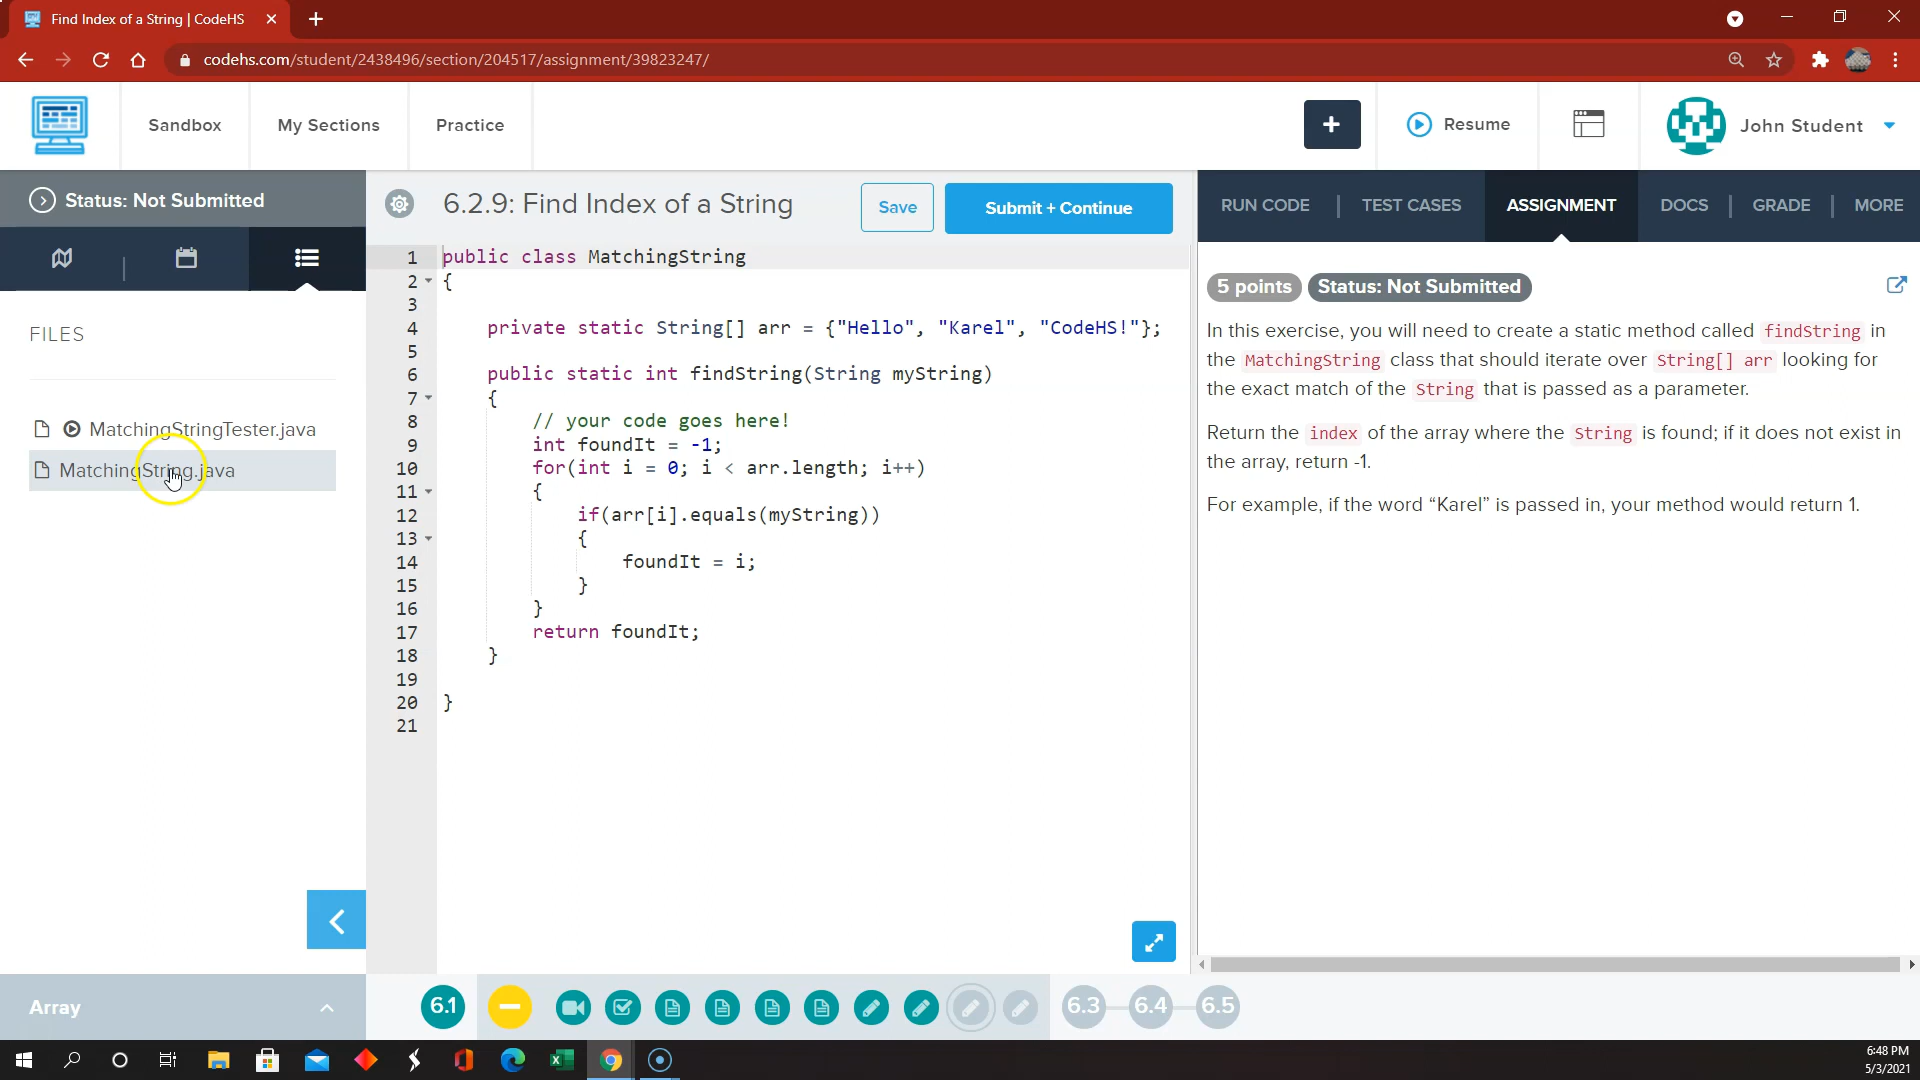 Find Index of a String | CodeHS
codehs.com/student/2438496/section/204517/assignment/39823247/
Sandbox
My Sections
Practice
+
Resume
John Student
Status: Not Submitted
6.2.9: Find Index of a String
Save
Submit + Continue
RUN CODE
TEST CASES
ASSIGNMENT
DOCS
GRADE
MORE
FILES
MatchingStringTester.java
MatchingString.java
1 public class MatchingString
2 {
3
4 private static String[] arr = {"Hello", "Karel", "CodeHS!"};
5
6 public static int findString(String myString)
7 {
8 // your code goes here!
9 int foundIt = -1;
10 for(int i = 0; i < arr.length; i++)
11 {
12 if(arr[i].equals(myString))
13 {
14 foundIt = i;
15 }
16 }
17 return foundIt;
18 }
19
20 }
21
5 points
Status: Not Submitted
In this exercise, you will need to create a static method called findString in
the MatchingString class that should iterate over String[] arr looking for
the exact match of the String that is passed as a parameter.
Return the index of the array where the String is found; if it does not exist in
the array, return -1.
For example, if the word “Karel” is passed in, your method would return 1.
Array
6.1
6.3
6.4
6.5
6:48 PM
5/3/2021